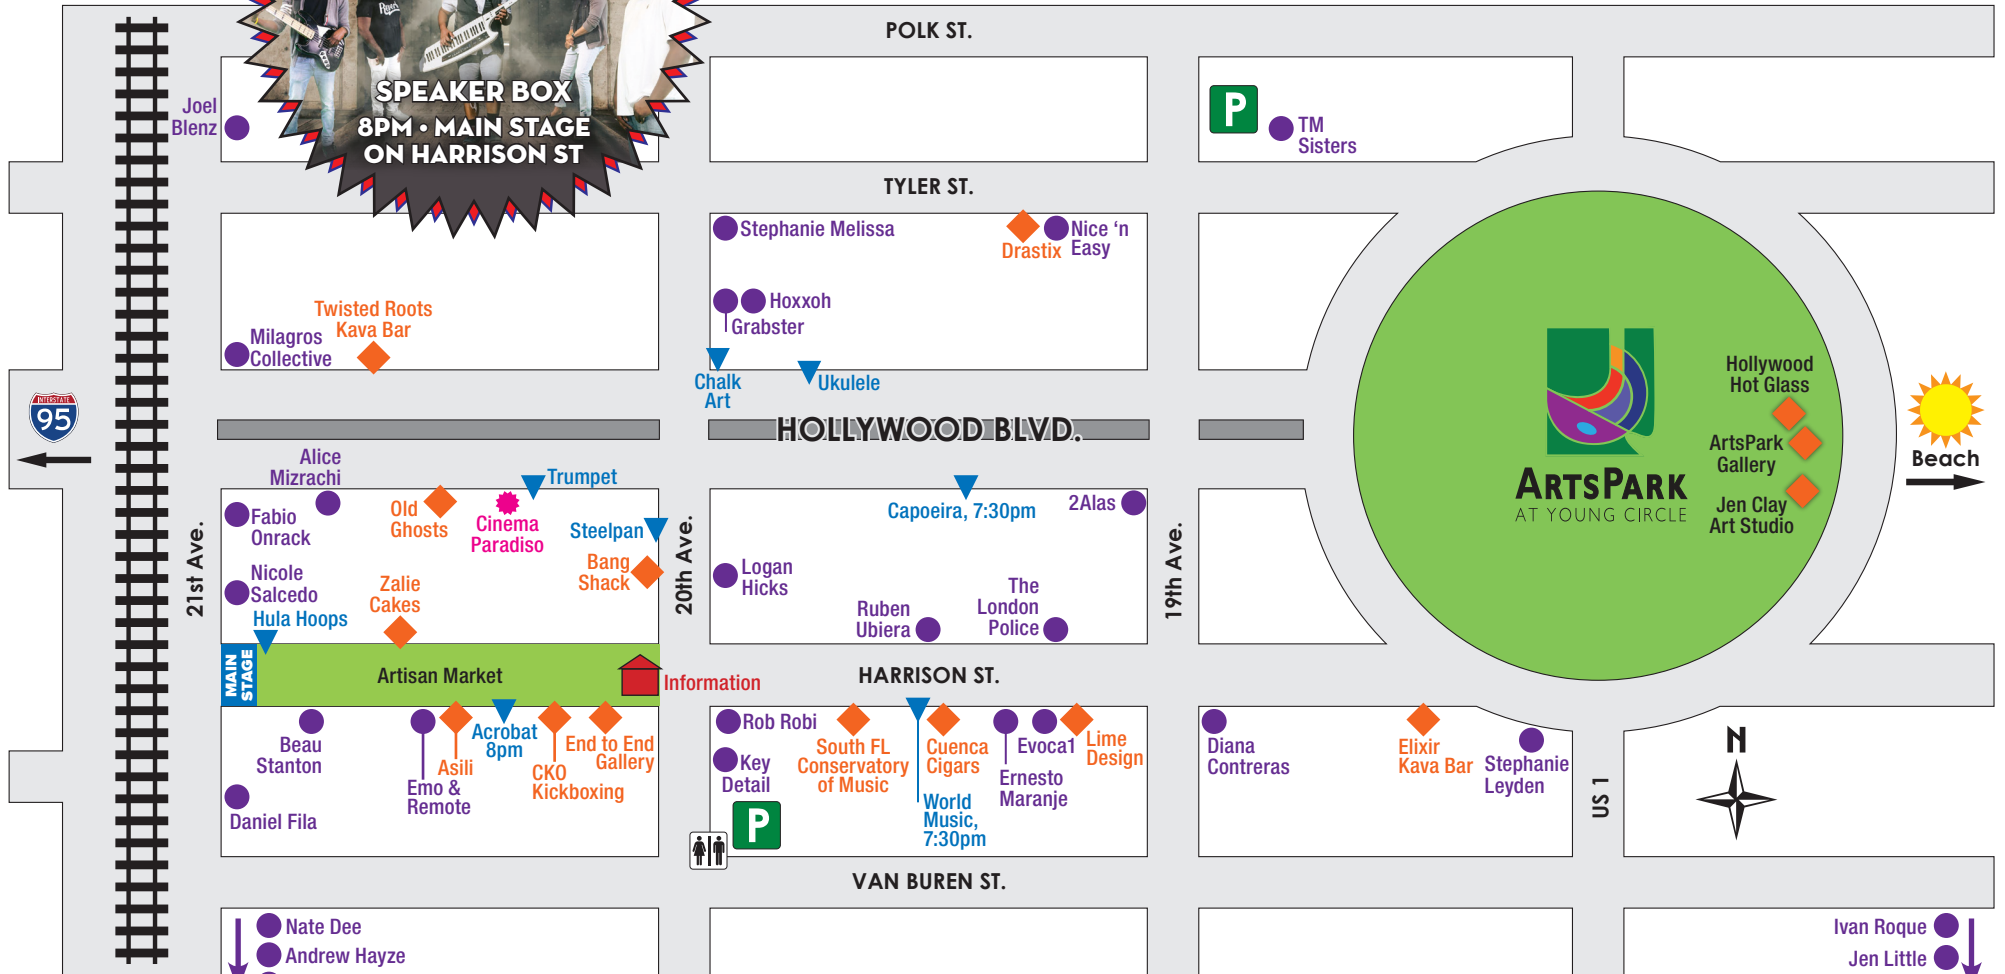 POLK ST.
SPEAKER BOX
8PM • MAIN STAGE
ON HARRISON ST
Joel
Blenz
P
TM
Sisters
TYLER ST.
Stephanie Melissa
Drastix
Nice ‘n
Easy
Hoxxoh
Grabster
Twisted Roots
Kava Bar
Milagros
Collective
Chalk
Art
Ukulele
INTERSTATE
95
HOLLYWOOD BLVD.
Hollywood
Hot Glass
ArtsPark
Gallery
Jen Clay
Art Studio
ARTSPARK
AT YOUNG CIRCLE
Beach
Alice
Mizrachi
Trumpet
Fabio
Onrack
Old
Ghosts
Cinema
Paradiso
Steelpan
Capoeira, 7:30pm
2Alas
21st Ave.
20th Ave.
19th Ave.
Bang
Shack
Nicole
Salcedo
Zalie
Cakes
Logan
Hicks
Ruben
Ubiera
The
London
Police
Hula Hoops
MAIN
STAGE
Artisan Market
Information
HARRISON ST.
Beau
Stanton
Emo &
Remote
Asili
Acrobat
8pm
CKO
Kickboxing
End to End
Gallery
Daniel Fila
Rob Robi
Key
Detail
South FL
Conservatory
of Music
Cuenca
Cigars
World
Music,
7:30pm
Ernesto
Maranje
Evoca1
Lime
Design
Diana
Contreras
Elixir
Kava Bar
Stephanie
Leyden
US 1
N
P
VAN BUREN ST.
Nate Dee
Andrew Hayze
Ivan Roque
Jen Little